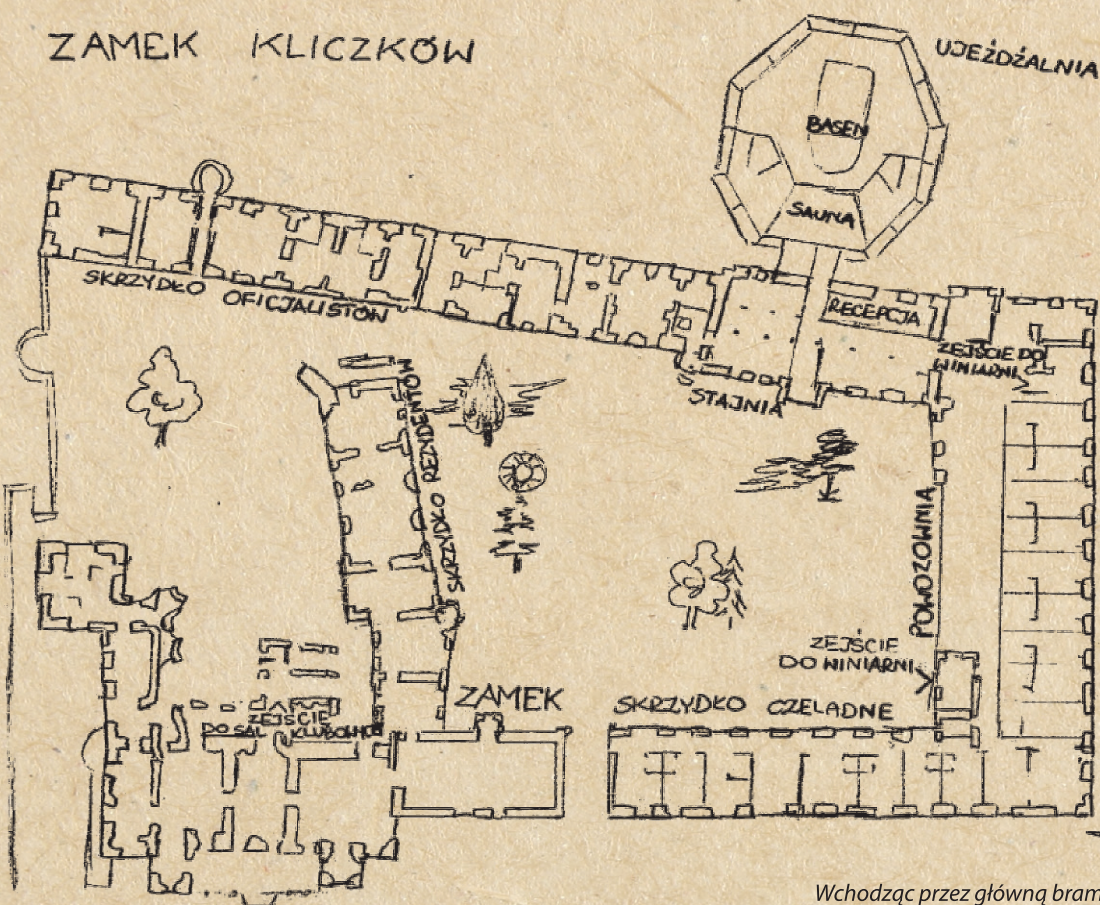 ZAMEK KLICZKÓW
UJEŻDŻALNIA
BASEN
SAUNA
SKRZYDŁO OFICJALISTÓW
RECEPCJA
ZEJŚCIE DO
WINIARNI
STAJNIA
SKRZYDŁO REZYDENTÓW
POWOZOWNIA
ZEJŚCIE
DO WINIARNI
ZAMEK
SKRZYDŁO CZELADNE
ZEJŚCIE
DO SAL KLUBOWYCH
Wchodząc przez główną bram